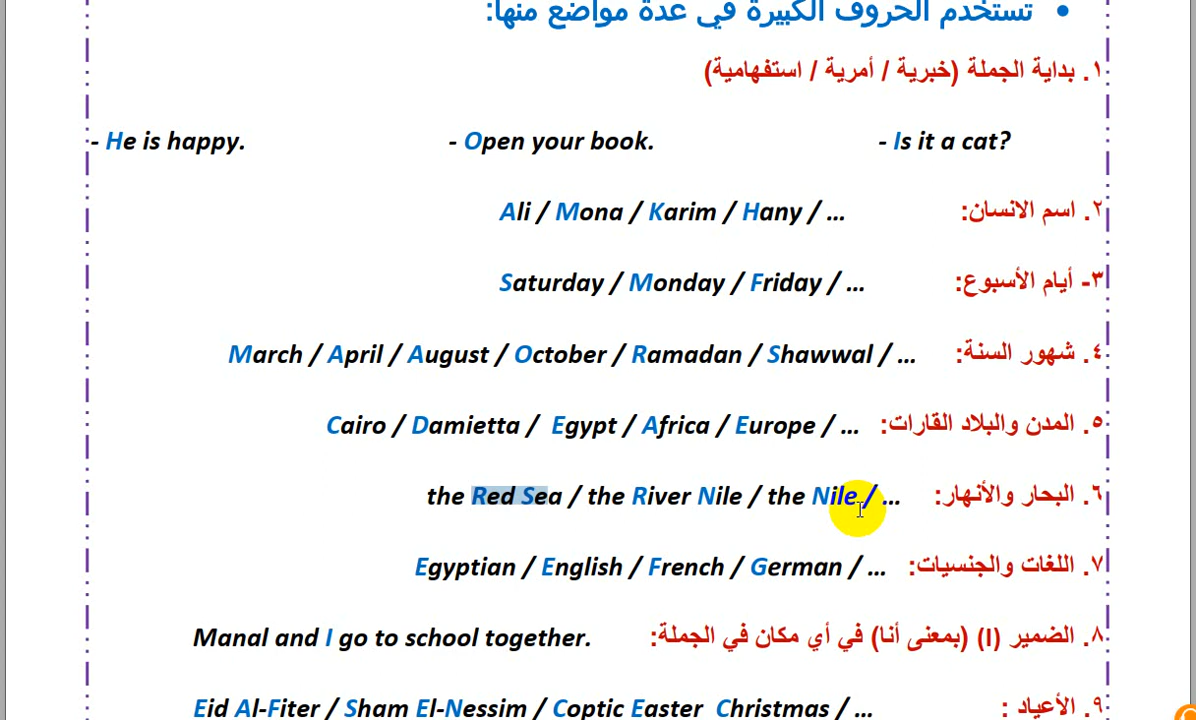 • تستخدم الحروف الكبيرة في عدة مواضع منها:
١. بداية الجملة (خبرية / أمرية / استفهامية)
- He is happy. - Open your book. - Is it a cat?
٢. اسم الانسان: Ali / Mona / Karim / Hany / ...
٣- أيام الأسبوع: Saturday / Monday / Friday / ...
٤. شهور السنة: March / April / August / October / Ramadan / Shawwal / ...
٥. المدن والبلاد القارات: Cairo / Damietta / Egypt / Africa / Europe / ...
٦. البحار والأنهار: the Red Sea / the River Nile / the Nile / ...
٧. اللغات والجنسيات: Egyptian / English / French / German / ...
٨. الضمير (I) (بمعنى أنا) في أي مكان في الجملة: Manal and I go to school together.
٩. الأعياد : Eid Al-Fiter / Sham El-Nessim / Coptic Easter Christmas / ...